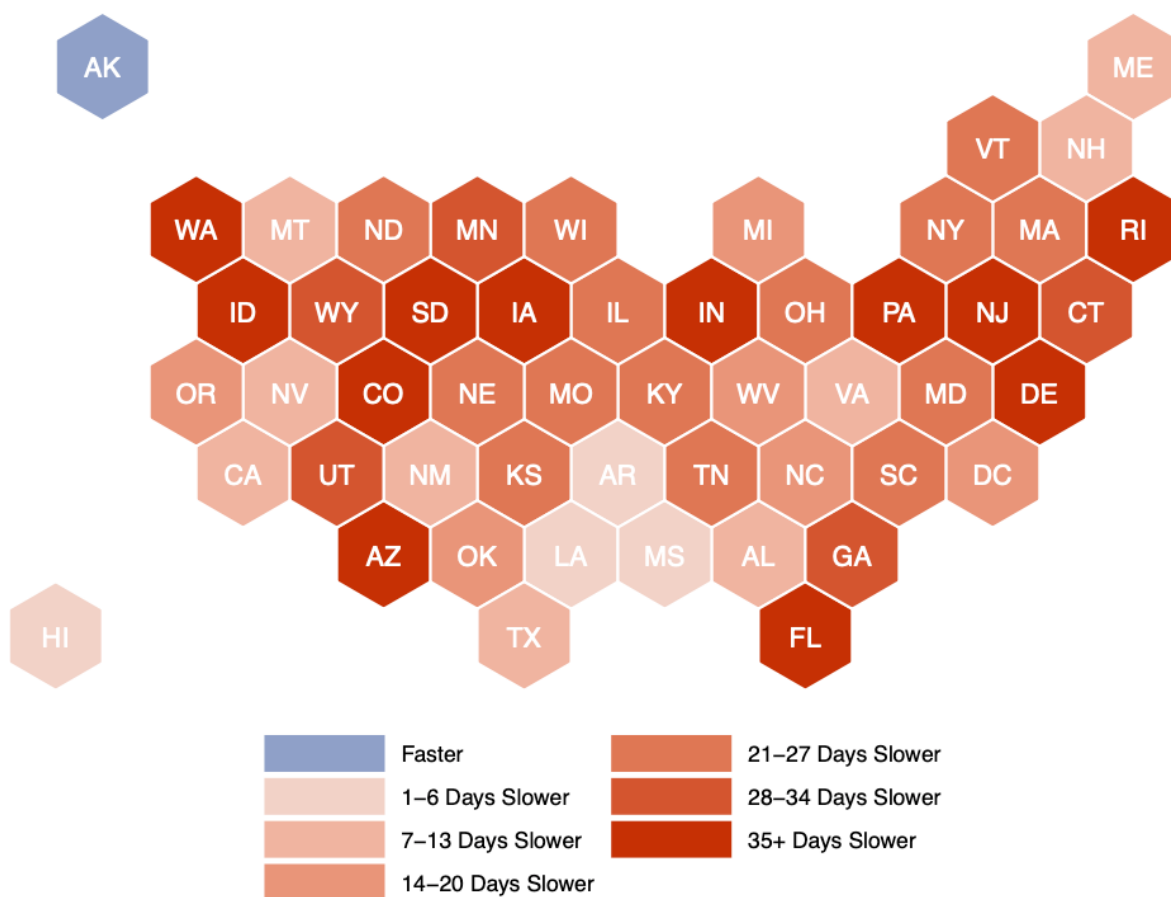 AK
ME
VT NH
WA MT ND MN WI MI NY MA RI
ID WY SD IA IL IN OH PA NJ CT
OR NV CO NE MO KY WV VA MD DE
CA UT NM KS AR TN NC SC DC
AZ OK LA MS AL GA
HI TX FL
Faster
1–6 Days Slower
7–13 Days Slower
14–20 Days Slower
21–27 Days Slower
28–34 Days Slower
35+ Days Slower